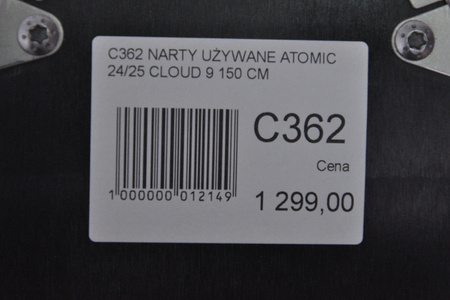 C362 NARTY UŻYWANE ATOMIC
24/25 CLOUD 9 150 CM
C362
Cena
1 000000 012149
1 299,00